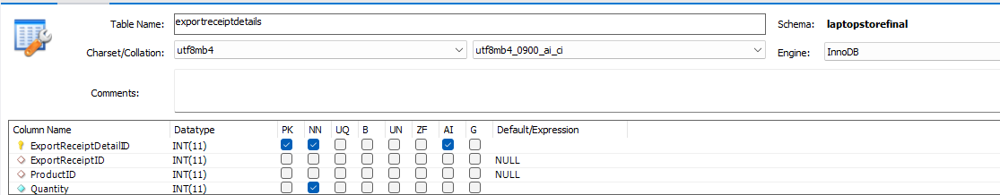 Table Name: exportreceiptdetails Schema: laptopstorefinal
Charset/Collation: utf8mb4 utf8mb4_0900_ai_ci Engine: InnoDB
Comments:
Column Name Datatype PK NN UQ B UN ZF AI G Default/Expression
ExportReceiptDetailID INT(11)
ExportReceiptID INT(11) NULL
ProductID INT(11) NULL
Quantity INT(11)